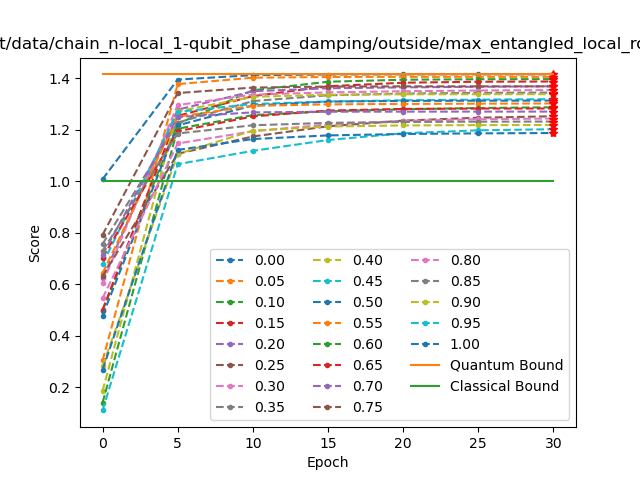 t/data/chain_n-local_1-qubit_phase_damping/outside/max_entangled_local_ro
1.4
1.2
1.0
0.8
0.6
0.4
0.2
Score
0 5 10 15 20 25 30
Epoch
0.00 0.40 0.80
0.05 0.45 0.85
0.10 0.50 0.90
0.15 0.55 0.95
0.20 0.60 1.00
0.25 0.65 Quantum Bound
0.30 0.70 Classical Bound
0.35 0.75